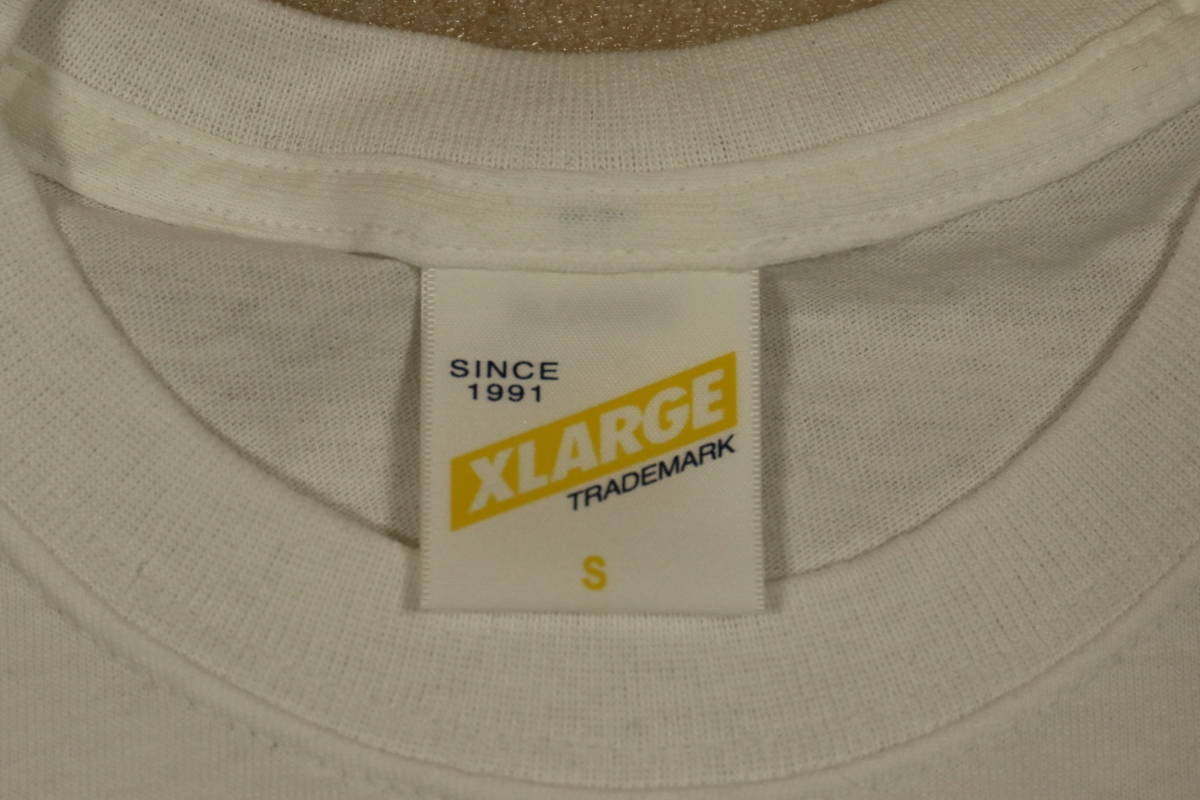 SINCE
1991
XLARGE
TRADEMARK
S